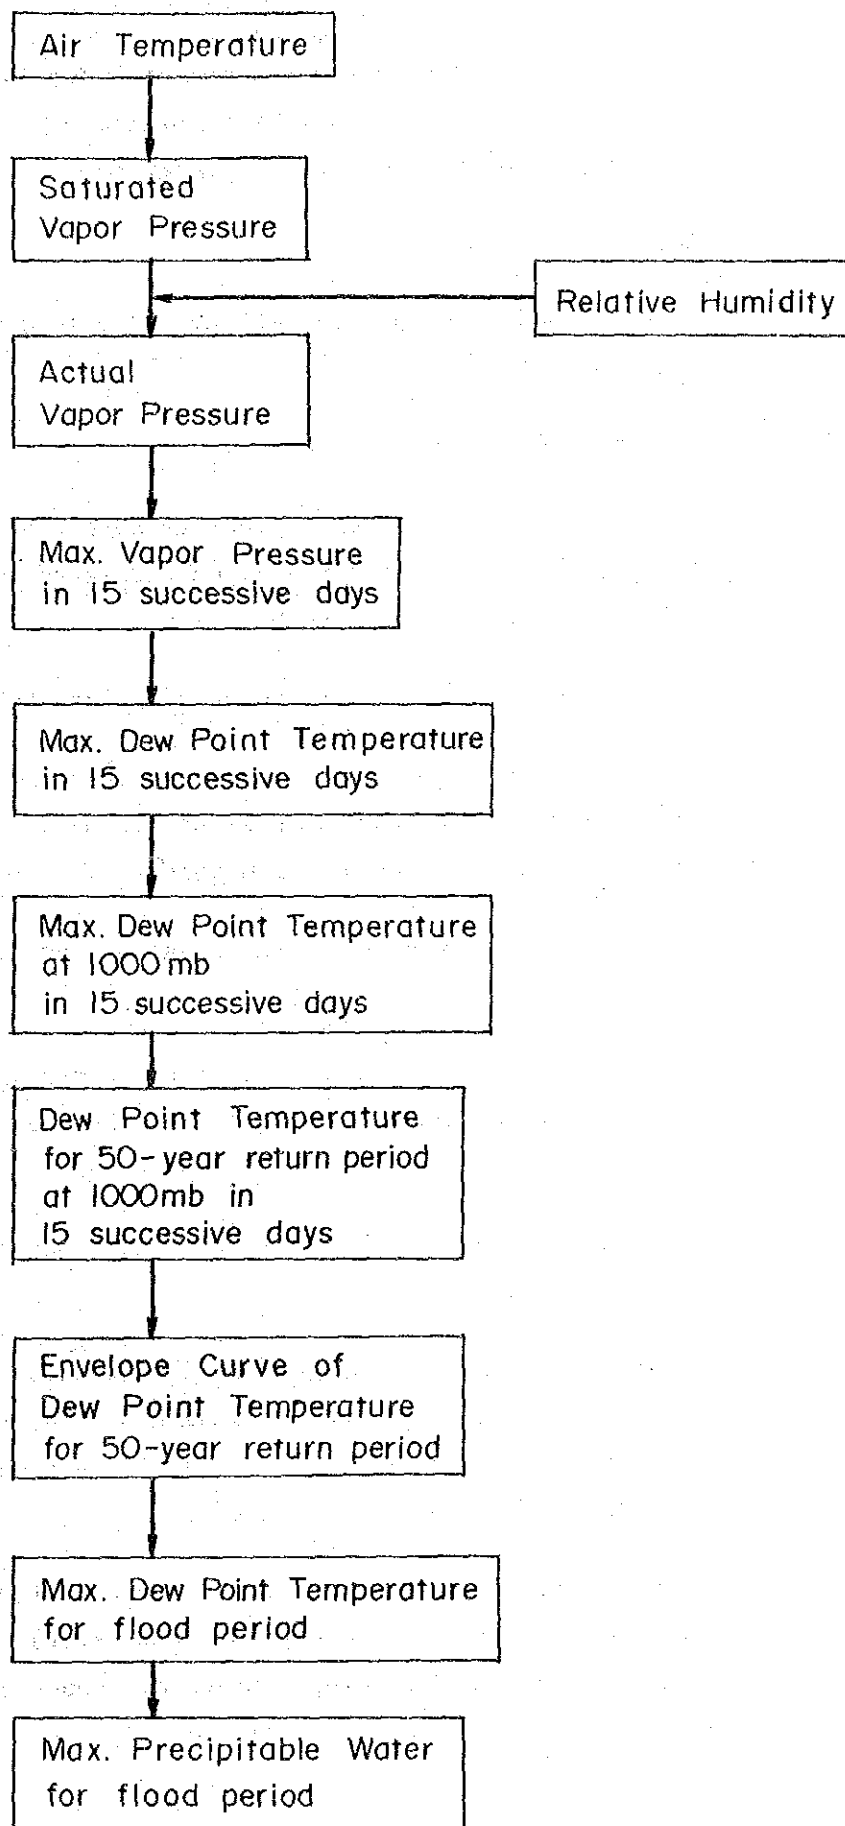 Air Temperature
Saturated
Vapor Pressure
Relative Humidity
Actual
Vapor Pressure
Max. Vapor Pressure
in 15 successive days
Max. Dew Point Temperature
in 15 successive days
Max. Dew Point Temperature
at 1000 mb
in 15 successive days
Dew Point Temperature
for 50-year return period
at 1000mb in
15 successive days
Envelope Curve of
Dew Point Temperature
for 50-year return period
Max. Dew Point Temperature
for flood period
Max. Precipitable Water
for flood period